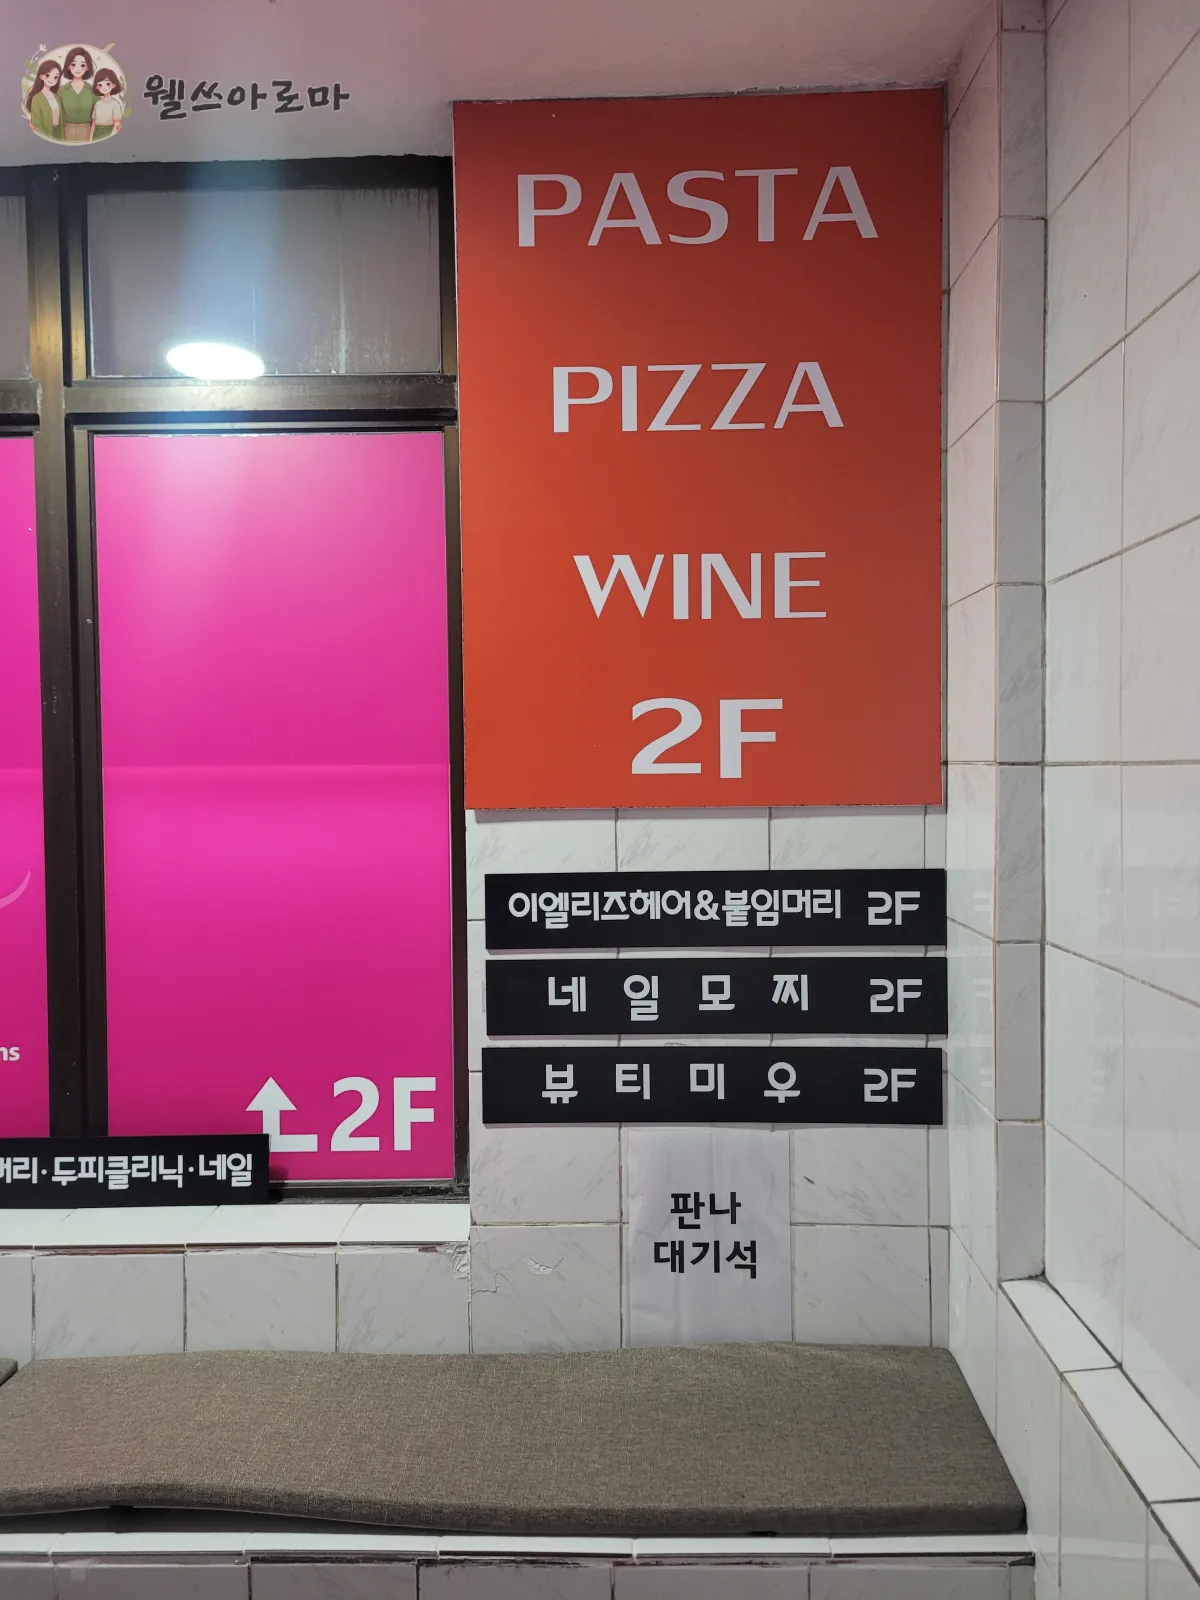 웰쓰아로마
PASTA
PIZZA
WINE
2F
이엘리즈헤어&붙임머리 2F
네일모찌 2F
뷰티미우 2F
2F
두피클리닉·네일
판나
대기석